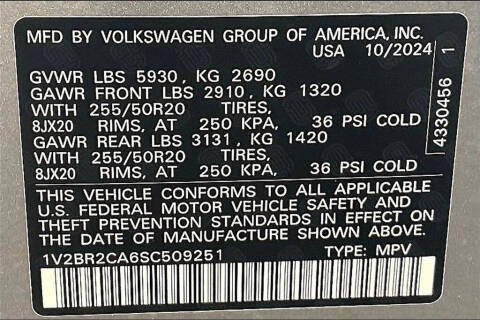 MFD BY VOLKSWAGEN GROUP OF AMERICA, INC.
USA 10/2024
GVWR LBS 5930, KG 2690
GAWR FRONT LBS 2910, KG 1320
WITH 255/50R20 TIRES,
8JX20 RIMS, AT 250 KPA, 36 PSI COLD
GAWR REAR LBS 3131, KG 1420
WITH 255/50R20 TIRES,
8JX20 RIMS, AT 250 KPA, 36 PSI COLD
THIS VEHICLE CONFORMS TO ALL APPLICABLE
U.S. FEDERAL MOTOR VEHICLE SAFETY AND
THEFT PREVENTION STANDARDS IN EFFECT ON
THE DATE OF MANUFACTURE SHOWN ABOVE.
1V2BR2CA6SC509251 TYPE: MPV
4330456 1